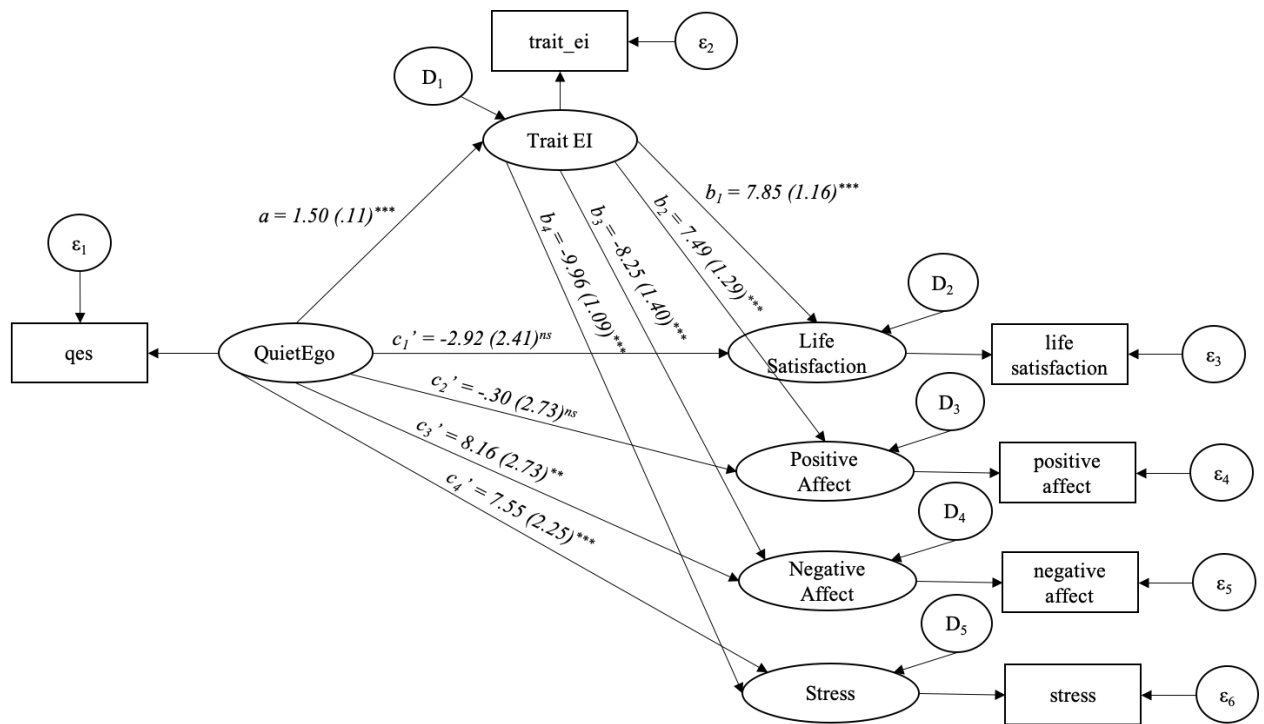 trait_ei
ε2
D1
Trait EI
a = 1.50 (.11)***
b1 = 7.85 (1.16)***
b2 = 7.49 (1.29)***
b3 = -8.25 (1.40)***
b4 = -9.96 (1.09)***
ε1
qes
QuietEgo
c1’ = -2.92 (2.41)ns
c2’ = -.30 (2.73)ns
c3’ = 8.16 (2.73)**
c4’ = 7.55 (2.25)***
D2
Life
Satisfaction
life
satisfaction
ε3
D3
Positive
Affect
positive
affect
ε4
D4
Negative
Affect
negative
affect
ε5
D5
Stress
stress
ε6